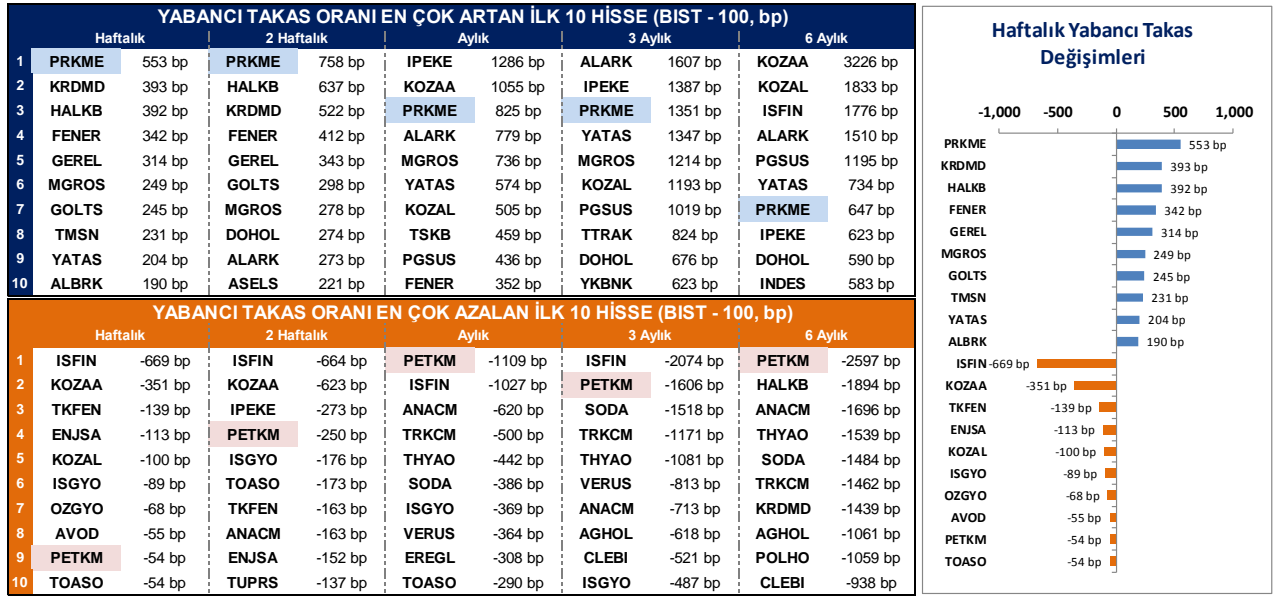 YABANCI TAKAS ORANI EN ÇOK ARTAN İLK 10 HİSSE (BIST - 100, bp)
Haftalık 2 Haftalık Aylık 3 Aylık 6 Aylık
1 PRKME 553 bp PRKME 758 bp IPEKE 1286 bp ALARK 1607 bp KOZAA 3226 bp
2 KRDMD 393 bp HALKB 637 bp KOZAA 1055 bp IPEKE 1387 bp KOZAL 1833 bp
3 HALKB 392 bp KRDMD 522 bp PRKME 825 bp PRKME 1351 bp ISFIN 1776 bp
4 FENER 342 bp FENER 412 bp ALARK 779 bp YATAS 1347 bp ALARK 1510 bp
5 GEREL 314 bp GEREL 343 bp MGROS 736 bp MGROS 1214 bp PGSUS 1195 bp
6 MGROS 249 bp GOLTS 298 bp YATAS 574 bp KOZAL 1193 bp YATAS 734 bp
7 GOLTS 245 bp MGROS 278 bp KOZAL 505 bp PGSUS 1019 bp PRKME 647 bp
8 TMSN 231 bp DOHOL 274 bp TSKB 459 bp TTRAK 824 bp IPEKE 623 bp
9 YATAS 204 bp ALARK 273 bp PGSUS 436 bp DOHOL 676 bp DOHOL 590 bp
10 ALBRK 190 bp ASELS 221 bp FENER 352 bp YKBNK 623 bp INDES 583 bp
YABANCI TAKAS ORANI EN ÇOK AZALAN İLK 10 HİSSE (BIST - 100, bp)
Haftalık 2 Haftalık Aylık 3 Aylık 6 Aylık
1 ISFIN -669 bp ISFIN -664 bp PETKM -1109 bp ISFIN -2074 bp PETKM -2597 bp
2 KOZAA -351 bp KOZAA -623 bp ISFIN -1027 bp PETKM -1606 bp HALKB -1894 bp
3 TKFEN -139 bp IPEKE -273 bp ANACM -620 bp SODA -1518 bp ANACM -1696 bp
4 ENJSA -113 bp PETKM -250 bp TRKCM -500 bp TRKCM -1171 bp THYAO -1539 bp
5 KOZAL -100 bp ISGYO -176 bp THYAO -442 bp THYAO -1081 bp SODA -1484 bp
6 ISGYO -89 bp TOASO -173 bp SODA -386 bp VERUS -813 bp TRKCM -1462 bp
7 OZGYO -68 bp TKFEN -163 bp ISGYO -369 bp ANACM -713 bp KRDMD -1439 bp
8 AVOD -55 bp ANACM -163 bp VERUS -364 bp AGHOL -618 bp AGHOL -1061 bp
9 PETKM -54 bp ENJSA -152 bp EREGL -308 bp CLEBI -521 bp POLHO -1059 bp
10 TOASO -54 bp TUPRS -137 bp TOASO -290 bp ISGYO -487 bp CLEBI -938 bp
Haftalık Yabancı Takas
Değişimleri
-1,000 -500 0 500 1,000
PRKME 553 bp
KRDMD 393 bp
HALKB 392 bp
FENER 342 bp
GEREL 314 bp
MGROS 249 bp
GOLTS 245 bp
TMSN 231 bp
YATAS 204 bp
ALBRK 190 bp
ISFIN -669 bp
KOZAA -351 bp
TKFEN -139 bp
ENJSA -113 bp
KOZAL -100 bp
ISGYO -89 bp
OZGYO -68 bp
AVOD -55 bp
PETKM -54 bp
TOASO -54 bp